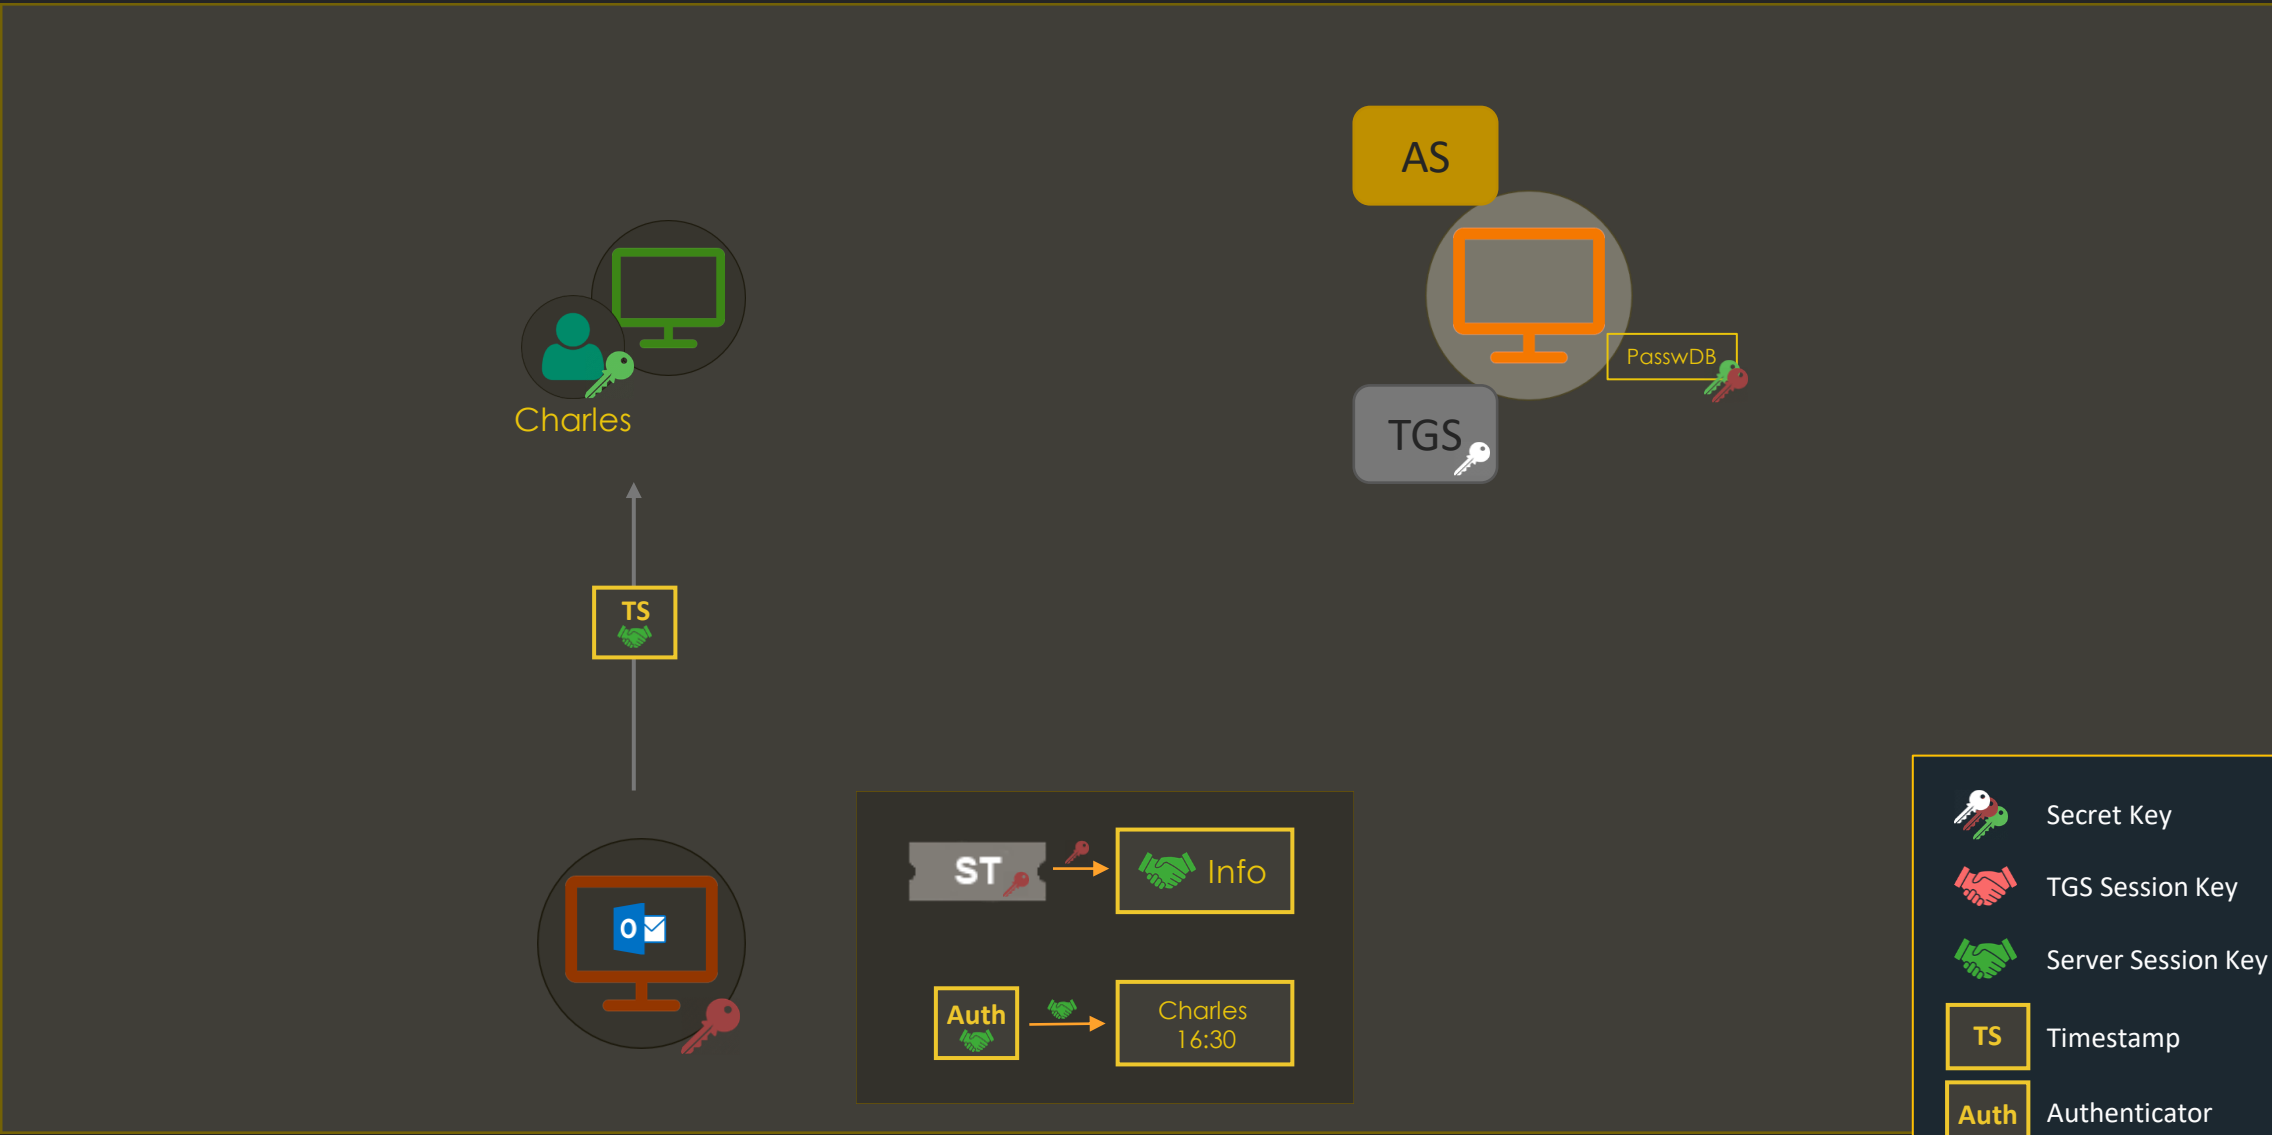 AS
PasswDB
Charles
TGS
TS
ST
Info
O
Auth
Charles
16:30
Secret Key
TGS Session Key
Server Session Key
TS
Timestamp
Auth
Authenticator